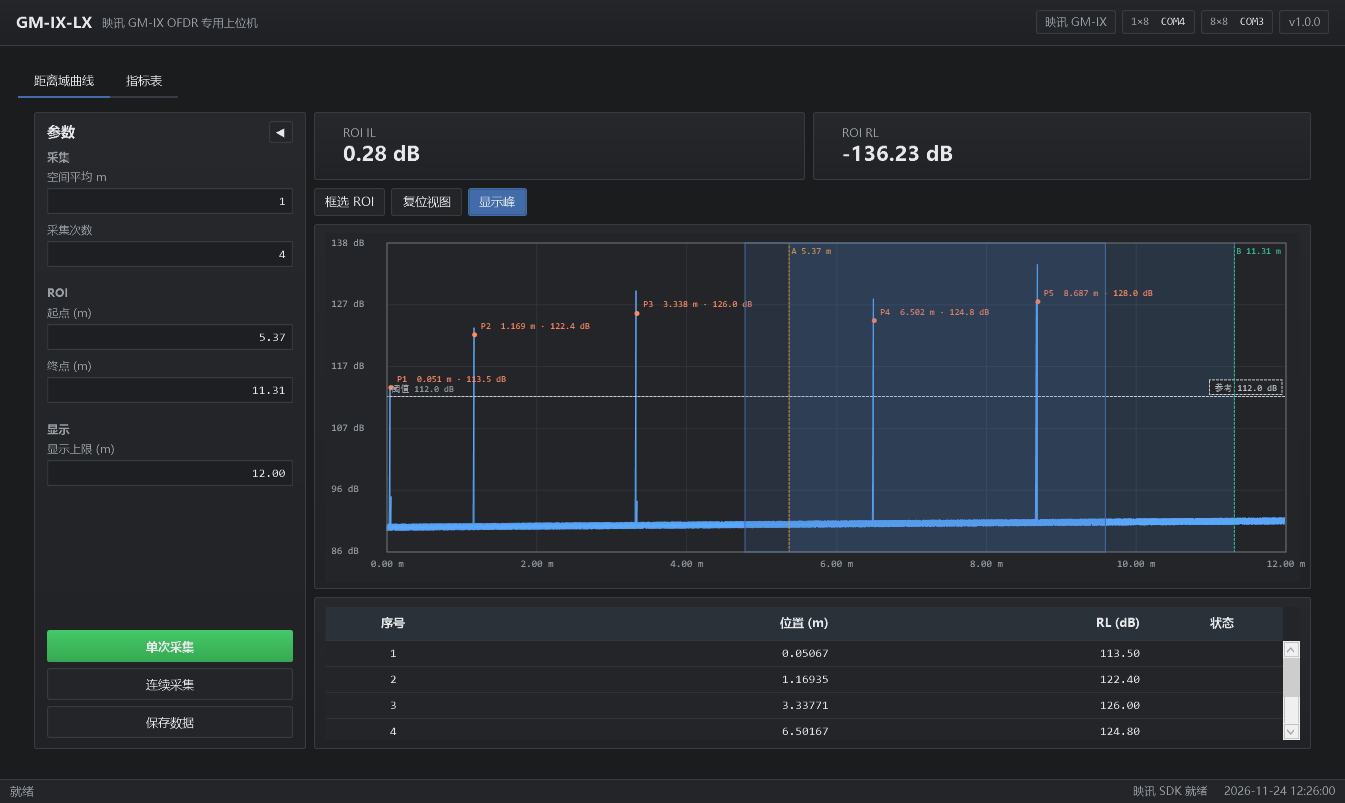 GM-IX-LX 映讯 GM-IX OFDR 专用上位机 映讯 GM-IX 1×8 COM4 8×8 COM3 v1.0.0
距离域曲线 指标表
参数 ◀
采集
空间平均 m
1
采集次数
4
ROI
起点 (m)
5.37
终点 (m)
11.31
显示
显示上限 (m)
12.00
单次采集
连续采集
保存数据
ROI IL
0.28 dB
ROI RL
-136.23 dB
框选 ROI 复位视图 显示峰
138 dB
127 dB
117 dB
107 dB
96 dB
86 dB
A 5.37 m
B 11.31 m
P5 8.687 m · 128.0 dB
P3 3.338 m · 126.0 dB
P4 6.502 m · 124.8 dB
P2 1.169 m · 122.4 dB
P1 0.051 m · 113.5 dB
阈值 112.0 dB
参考 112.0 dB
0.00 m 2.00 m 4.00 m 6.00 m 8.00 m 10.00 m 12.00 m
序号 位置 (m) RL (dB) 状态
1 0.05067 113.50
2 1.16935 122.40
3 3.33771 126.00
4 6.50167 124.80
就绪 映讯 SDK 就绪 2026-11-24 12:26:00